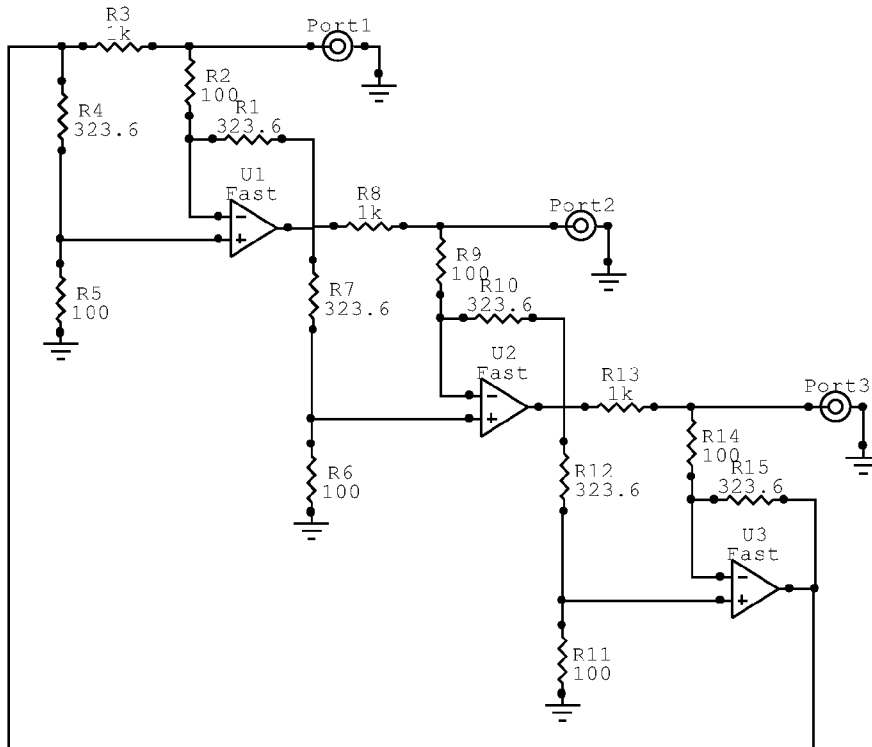 R3
1k
Port1
R2
100
R4
323.6
R1
323.6
U1
Fast
R8
1k
Port2
R5
100
R7
323.6
R9
100
R10
323.6
U2
Fast
R13
1k
Port3
R6
100
R14
100
R12
323.6
R15
323.6
U3
Fast
R11
100